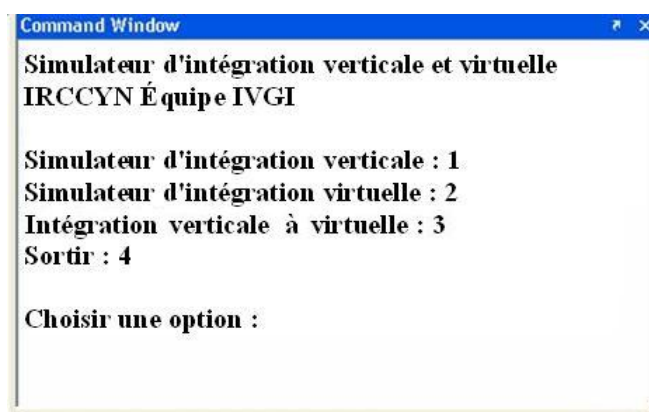 Command Window
Simulateur d'intégration verticale et virtuelle
IRCCYN Équipe IVGI
Simulateur d'intégration verticale : 1
Simulateur d'intégration virtuelle : 2
Intégration verticale à virtuelle : 3
Sortir : 4
Choisir une option :